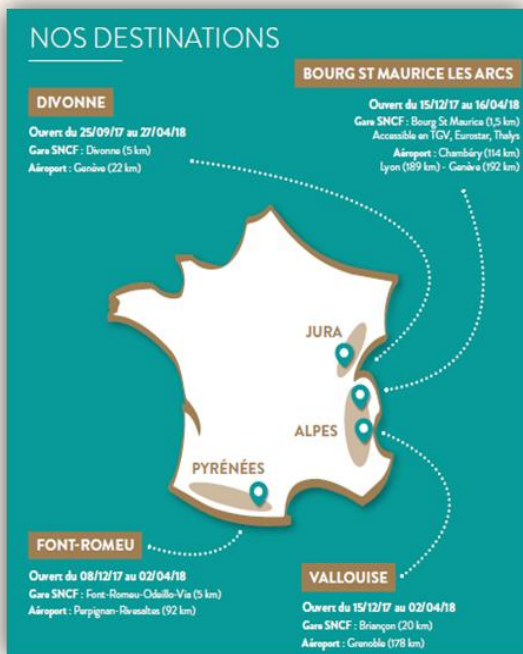 NOS DESTINATIONS
BOURG ST MAURICE LES ARCS
Ouvert du 15/12/17 au 16/04/18
Gare SNCF : Bourg St Maurice (1,5 km)
Accessible en TGV, Eurostar, Thalys
Aéroport : Chambéry (114 km)
Lyon (189 km) - Genève (192 km)
DIVONNE
Ouvert du 25/09/17 au 27/04/18
Gare SNCF : Divonne (5 km)
Aéroport : Genève (22 km)
JURA
ALPES
PYRÉNÉES
FONT-ROMEU
Ouvert du 08/12/17 au 02/04/18
Gare SNCF : Font-Romeu-Odeillo-Via (5 km)
Aéroport : Perpignan-Rivesaltes (92 km)
VALLOUISE
Ouvert du 15/12/17 au 02/04/18
Gare SNCF : Briançon (20 km)
Aéroport : Grenoble (178 km)